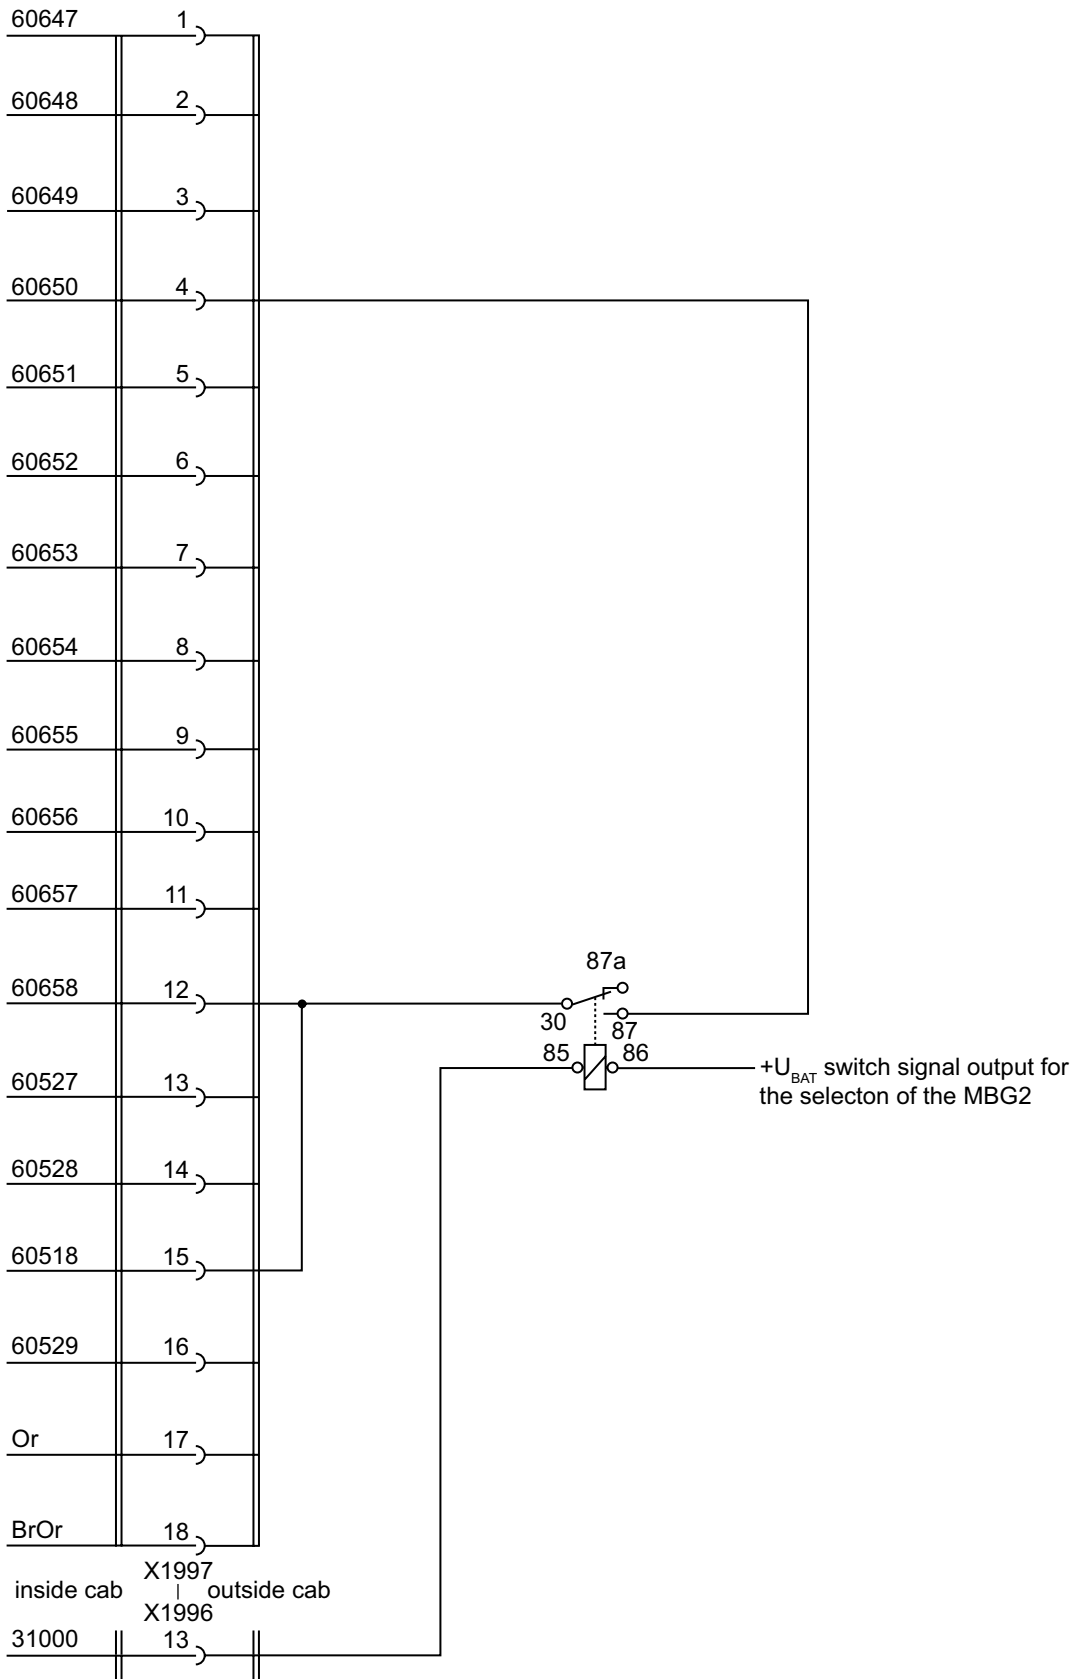 60647 1
60648 2
60649 3
60650 4
60651 5
60652 6
60653 7
60654 8
60655 9
60656 10
60657 11
87a
60658 12
30
87
85 86
+UBAT switch signal output for
the selecton of the MBG2
60527 13
60528 14
60518 15
60529 16
Or 17
BrOr 18
X1997
inside cab | outside cab
X1996
31000 13